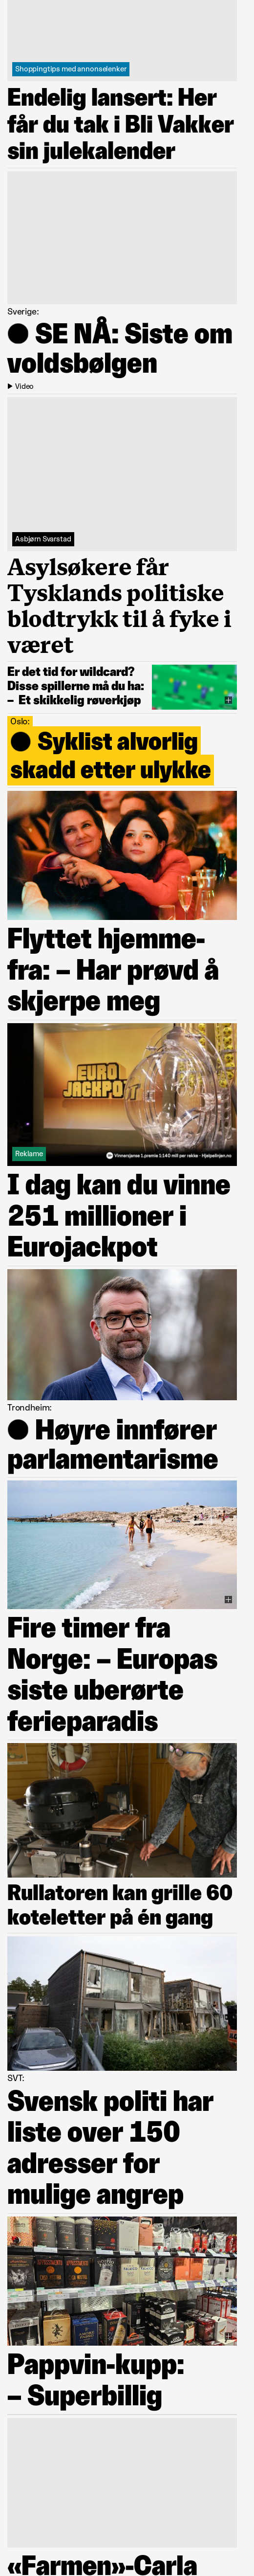 Shoppingtips med annonselenker
Endelig lansert: Her
får du tak i Bli Vakker
sin julekalender
Sverige:
● SE NÅ: Siste om
voldsbølgen
Video
Asbjørn Svarstad
Asylsøkere får
Tysklands politiske
blodtrykk til å fyke i
været
Er det tid for wildcard?
Disse spillerne må du ha:
– Et skikkelig røverkjøp
Oslo:
● Syklist alvorlig
skadd etter ulykke
Flyttet hjemme-
fra: – Har prøvd å
skjerpe meg
EURO
JACKPOT
Reklame
Vinnersjanse 1.premie 1:140 mill per rekke - Hjelpelinjen.no
I dag kan du vinne
251 millioner i
Eurojackpot
Trondheim:
● Høyre innfører
parlamentarisme
Fire timer fra
Norge: – Europas
siste uberørte
ferieparadis
Rullatoren kan grille 60
koteletter på én gang
SVT:
Svensk politi har
liste over 150
adresser for
mulige angrep
Pappvin-kupp:
– Superbillig
«Farmen»-Carla